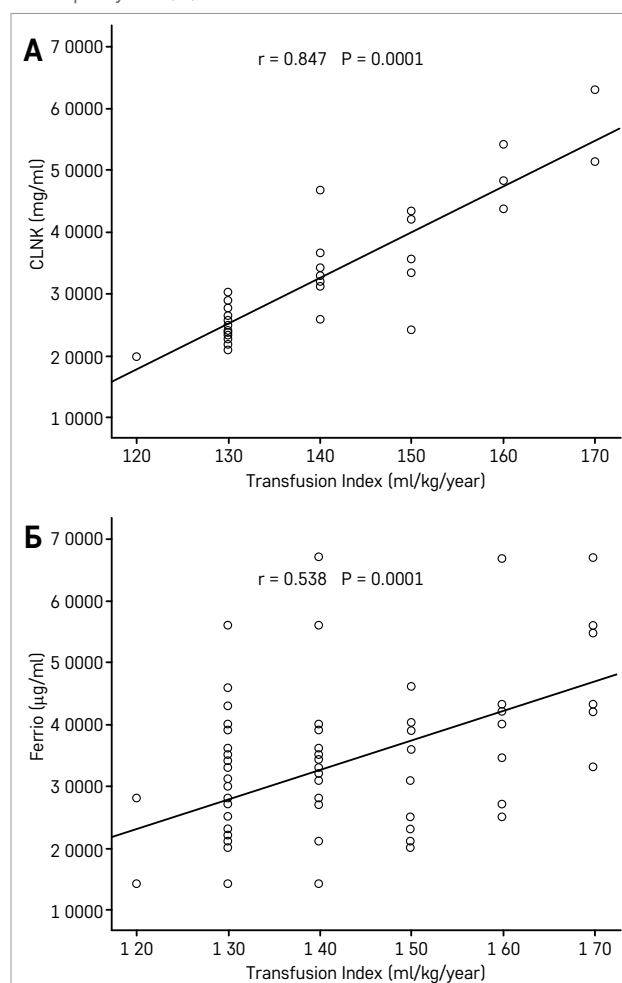 А
7 0000
r = 0.847 P = 0.0001
6 0000
5 0000
4 0000
3 0000
2 0000
1 0000
CLNK (mg/ml)
120 130 140 150 160 170
Transfusion Index (ml/kg/year)
Б
7 0000
r = 0.538 P = 0.0001
6 0000
5 0000
4 0000
3 0000
2 0000
1 0000
Ferrio (µg/ml)
1 20 1 30 1 40 1 50 1 60 1 70
Transfusion Index (ml/kg/year)